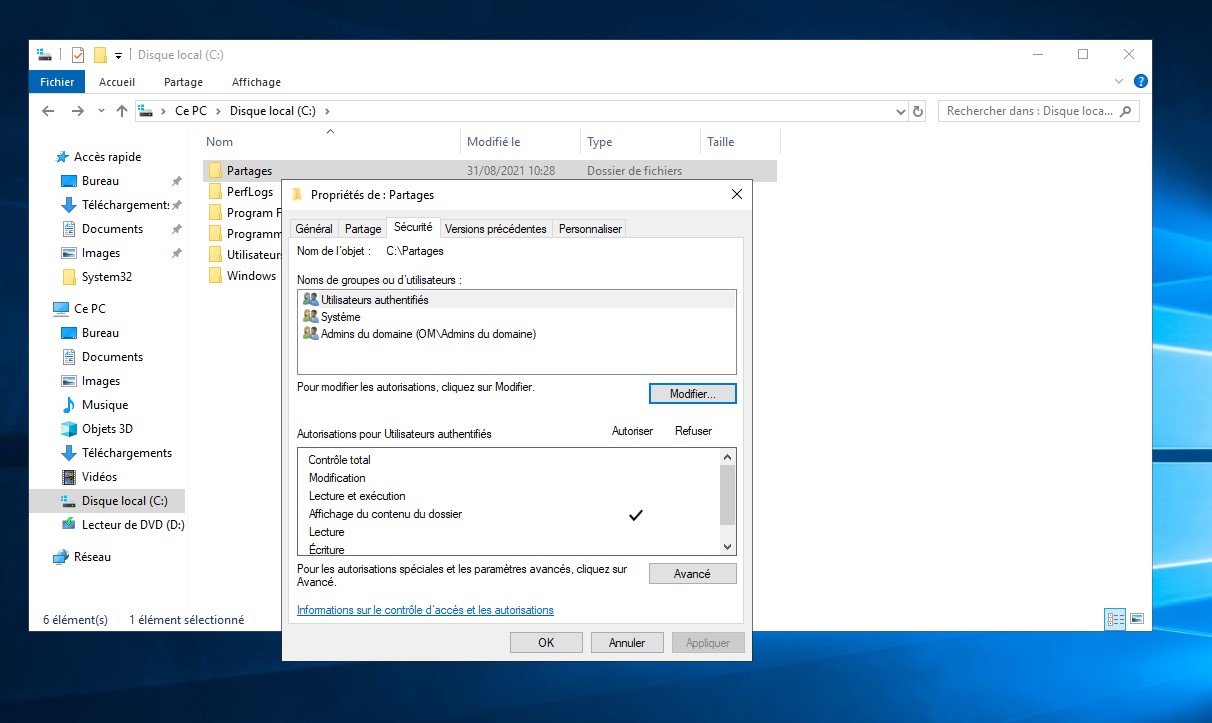 Disque local (C:)
Fichier Accueil Partage Affichage
Ce PC Disque local (C:) Rechercher dans : Disque loca...
Nom Modifié le Type Taille
Accès rapide
Bureau
Téléchargements
Documents
Images
System32
Ce PC
Bureau
Documents
Images
Musique
Objets 3D
Téléchargements
Vidéos
Disque local (C:)
Lecteur de DVD (D:)
Réseau
Partages 31/08/2021 10:28 Dossier de fichiers
PerfLogs
Program F
Programm
Utilisateurs
Windows
Propriétés de : Partages
Général Partage Sécurité Versions précédentes Personnaliser
Nom de l'objet : C:\Partages
Noms de groupes ou d'utilisateurs :
Utilisateurs authentifiés
Système
Admins du domaine (OM\Admins du domaine)
Pour modifier les autorisations, cliquez sur Modifier.
Modifier...
Autorisations pour Utilisateurs authentifiés Autoriser Refuser
Contrôle total
Modification
Lecture et exécution
Affichage du contenu du dossier
Lecture
Écriture
Pour les autorisations spéciales et les paramètres avancés, cliquez sur
Avancé.
Avancé
Informations sur le contrôle d'accès et les autorisations
OK Annuler Appliquer
6 élément(s) 1 élément sélectionné